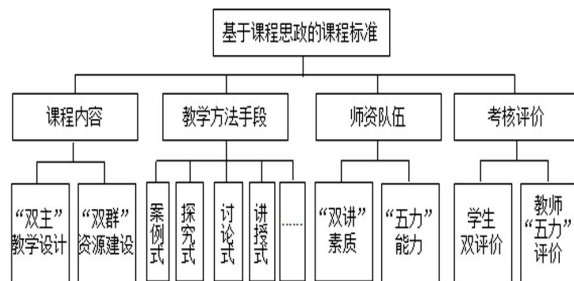 基于课程思政的课程标准
课程内容
教学方法手段
师资队伍
考核评价
“双主”
教学设计
“双群”
资源建设
案例式
探究式
讨论式
讲授式
……
“双讲”
素质
“五力”
能力
学生
双评价
教师
“五力”
评价